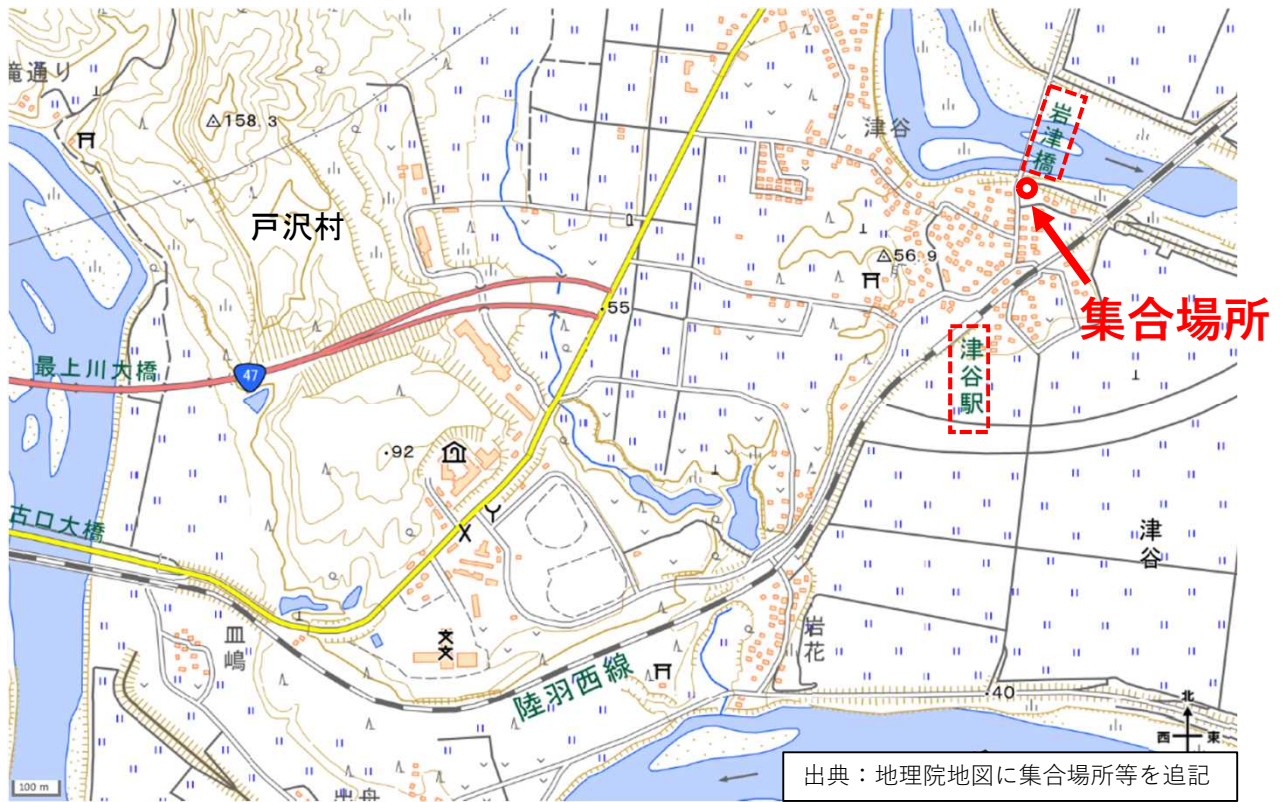 滝通り
158.3
戸沢村
津谷
岩津橋
56.9
集合場所
55
最上川大橋
47
津谷駅
92
古口大橋
津谷
皿嶋
岩花
陸羽西線
40
北
西 東
100 m
出舟
出典：地理院地図に集合場所等を追記